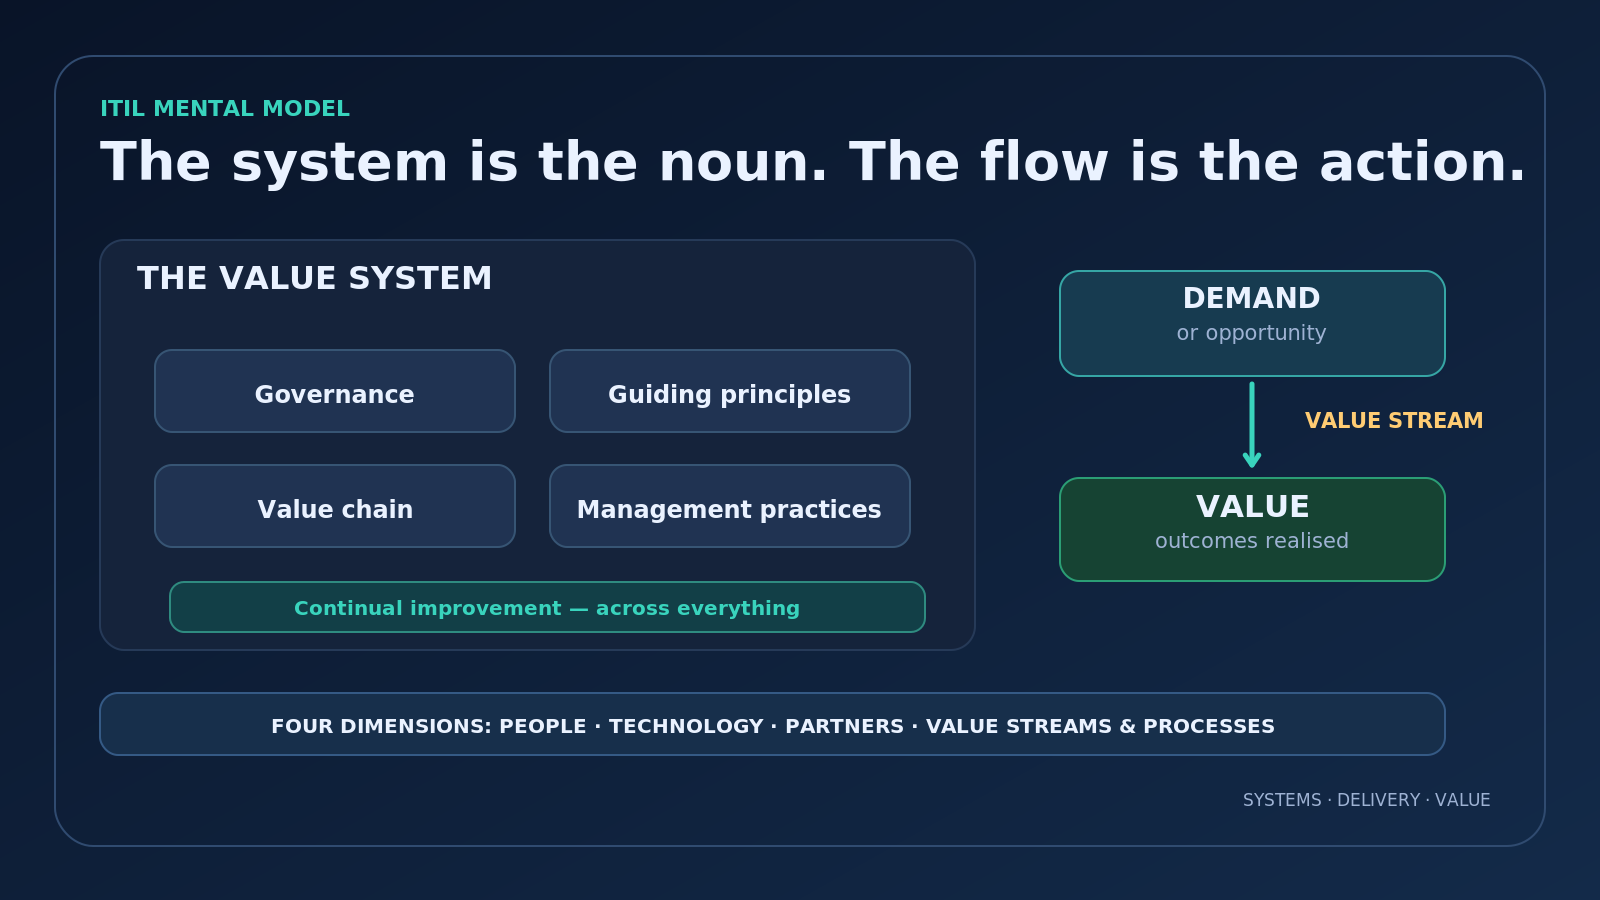 ITIL MENTAL MODEL
The system is the noun. The flow is the action.
THE VALUE SYSTEM
Governance
Guiding principles
Value chain
Management practices
Continual improvement — across everything
DEMAND
or opportunity
VALUE STREAM
VALUE
outcomes realised
FOUR DIMENSIONS: PEOPLE · TECHNOLOGY · PARTNERS · VALUE STREAMS & PROCESSES
SYSTEMS · DELIVERY · VALUE